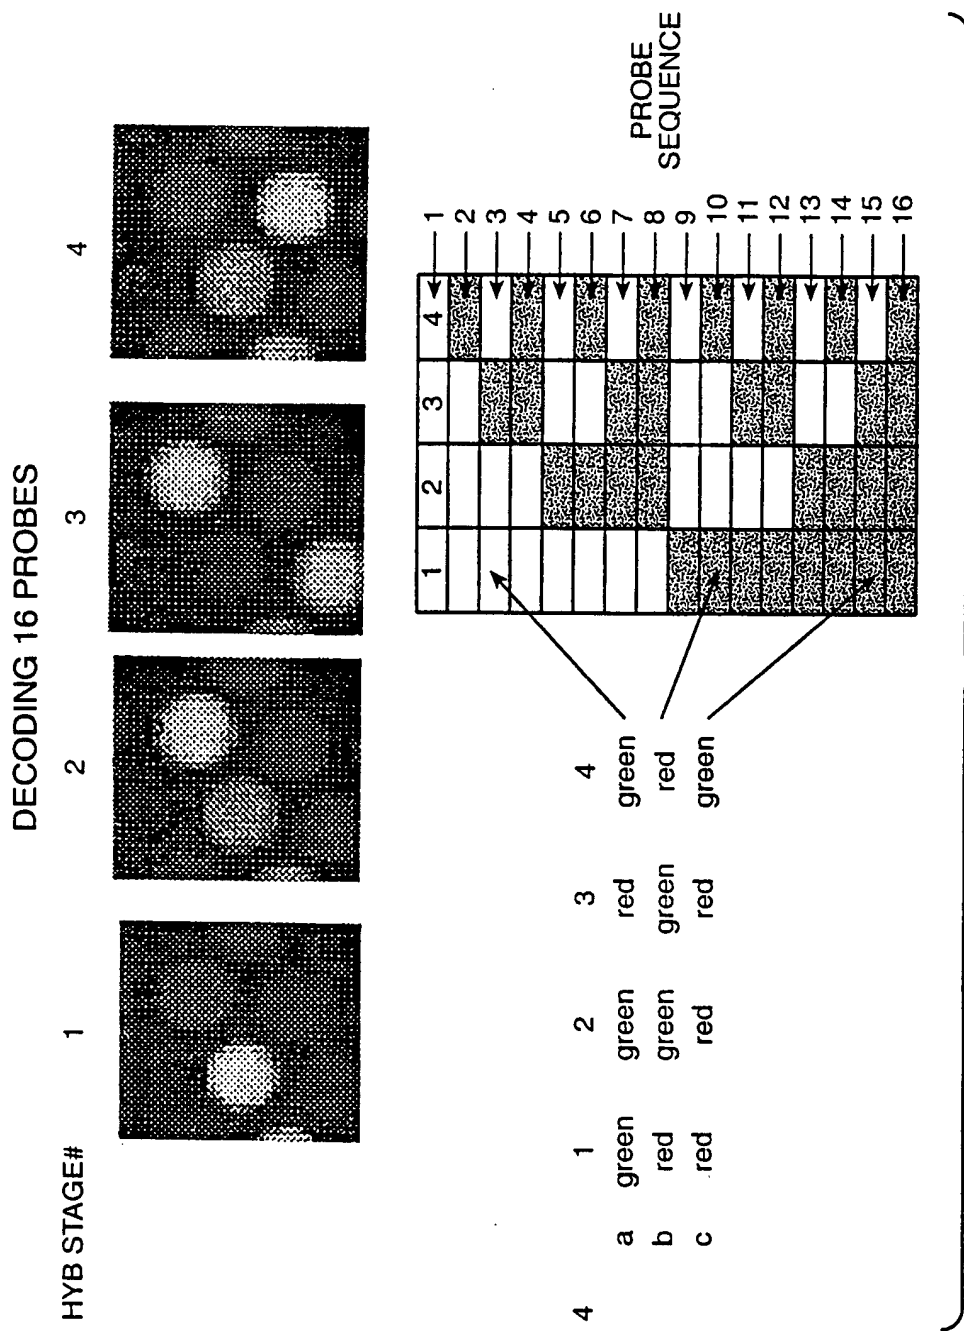 DECODING 16 PROBES
HYB STAGE# 1 2 3 4
4
1 2 3 4
a green green red green
b red green green red
c red red red green
1 2 3 4
1
2
3
4
5
6
7
8
9
10
11
12
13
14
15
16
PROBE
SEQUENCE